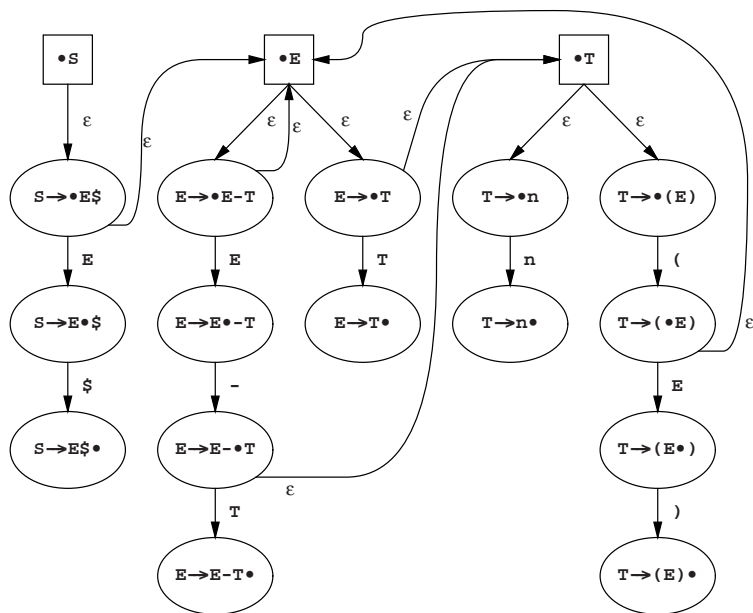 •S •E •T
ε ε ε ε ε ε ε ε
S→•E$ E→•E-T E→•T T→•n T→•(E)
E E T n (
S→E•$ E→E•-T E→T• T→n• T→(•E) ε
$ - E
S→E$• E→E-•T T→(E•)
ε
T )
E→E-T• T→(E)•